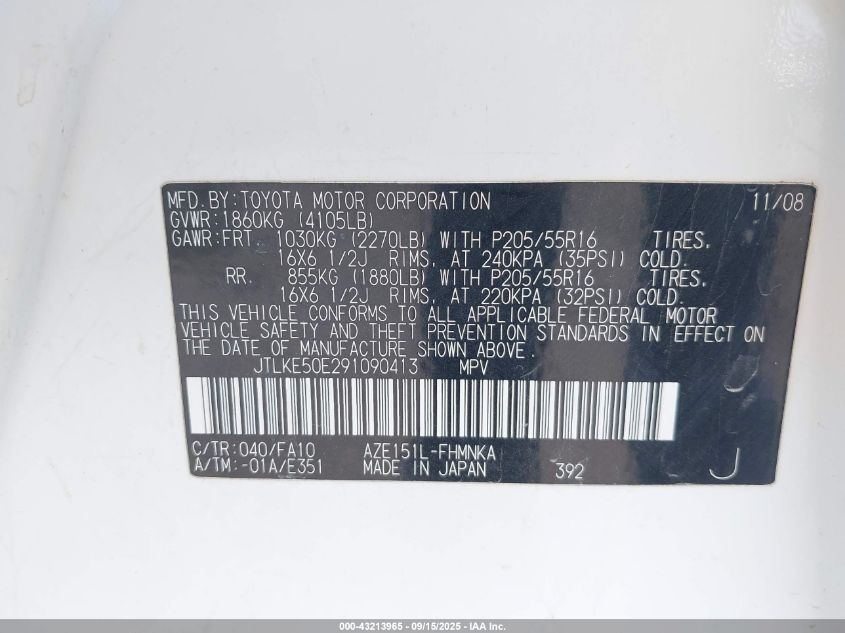 MFD.BY:TOYOTA MOTOR CORPORATION 11/08
GVWR:1860KG (4105LB)
GAWR:FRT 1030KG (2270LB) WITH P205/55R16 TIRES,
16X6 1/2J RIMS, AT 240KPA (35PSI) COLD.
RR. 855KG (1880LB) WITH P205/55R16 TIRES,
16X6 1/2J RIMS, AT 220KPA (32PSI) COLD.
THIS VEHICLE CONFORMS TO ALL APPLICABLE FEDERAL MOTOR
VEHICLE SAFETY AND THEFT PREVENTION STANDARDS IN EFFECT ON
THE DATE OF MANUFACTURE SHOWN ABOVE.
JTLKE50E291090413 MPV
C/TR:040/FA10 AZE151L-FHMNKA
A/TM:-01A/E351 MADE IN JAPAN 392 J
000-43213965 - 09/15/2025 - IAA Inc.